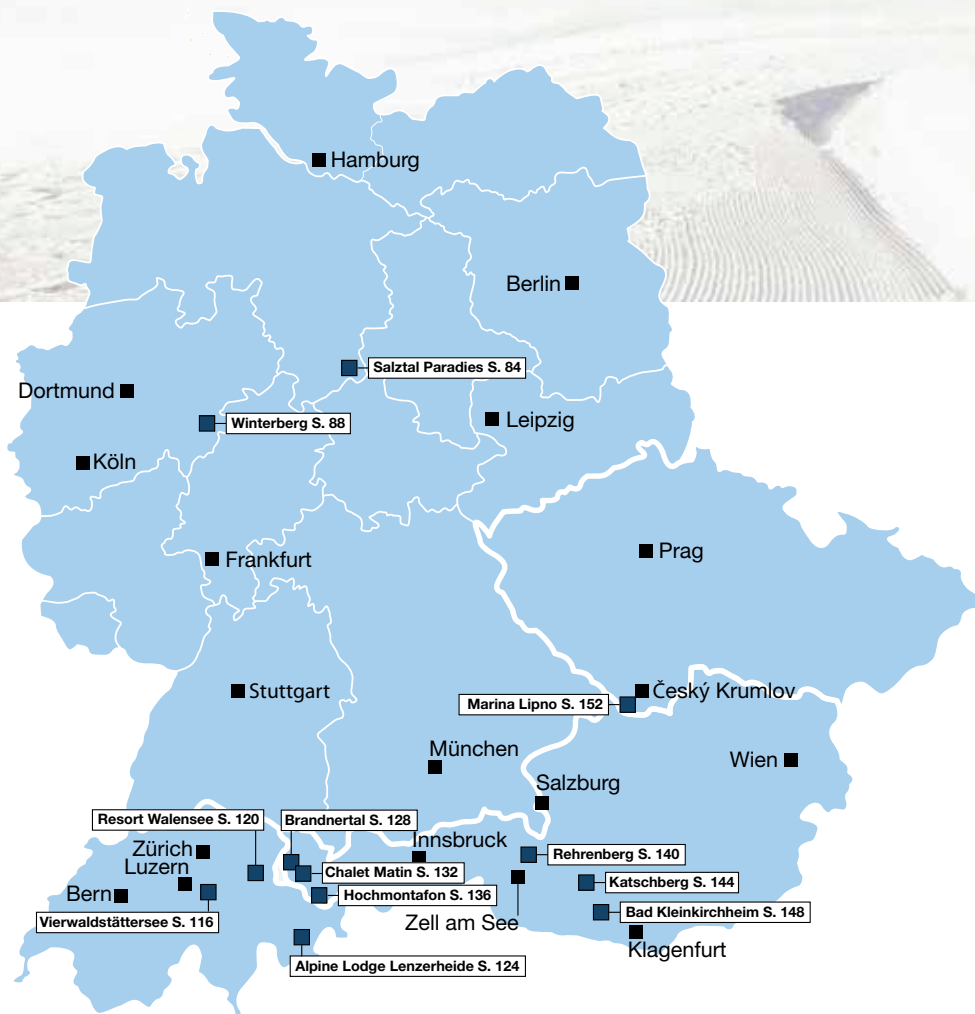 Hamburg
Berlin
Salztal Paradies S. 84
Dortmund
Winterberg S. 88
Leipzig
Köln
Frankfurt
Prag
Stuttgart
Český Krumlov
Marina Lipno S. 152
München
Wien
Salzburg
Resort Walensee S. 120
Brandnertal S. 128
Innsbruck
Zürich
Rehrenberg S. 140
Luzern
Chalet Matin S. 132
Katschberg S. 144
Bern
Hochmontafon S. 136
Vierwaldstättersee S. 116
Zell am See
Bad Kleinkirchheim S. 148
Klagenfurt
Alpine Lodge Lenzerheide S. 124